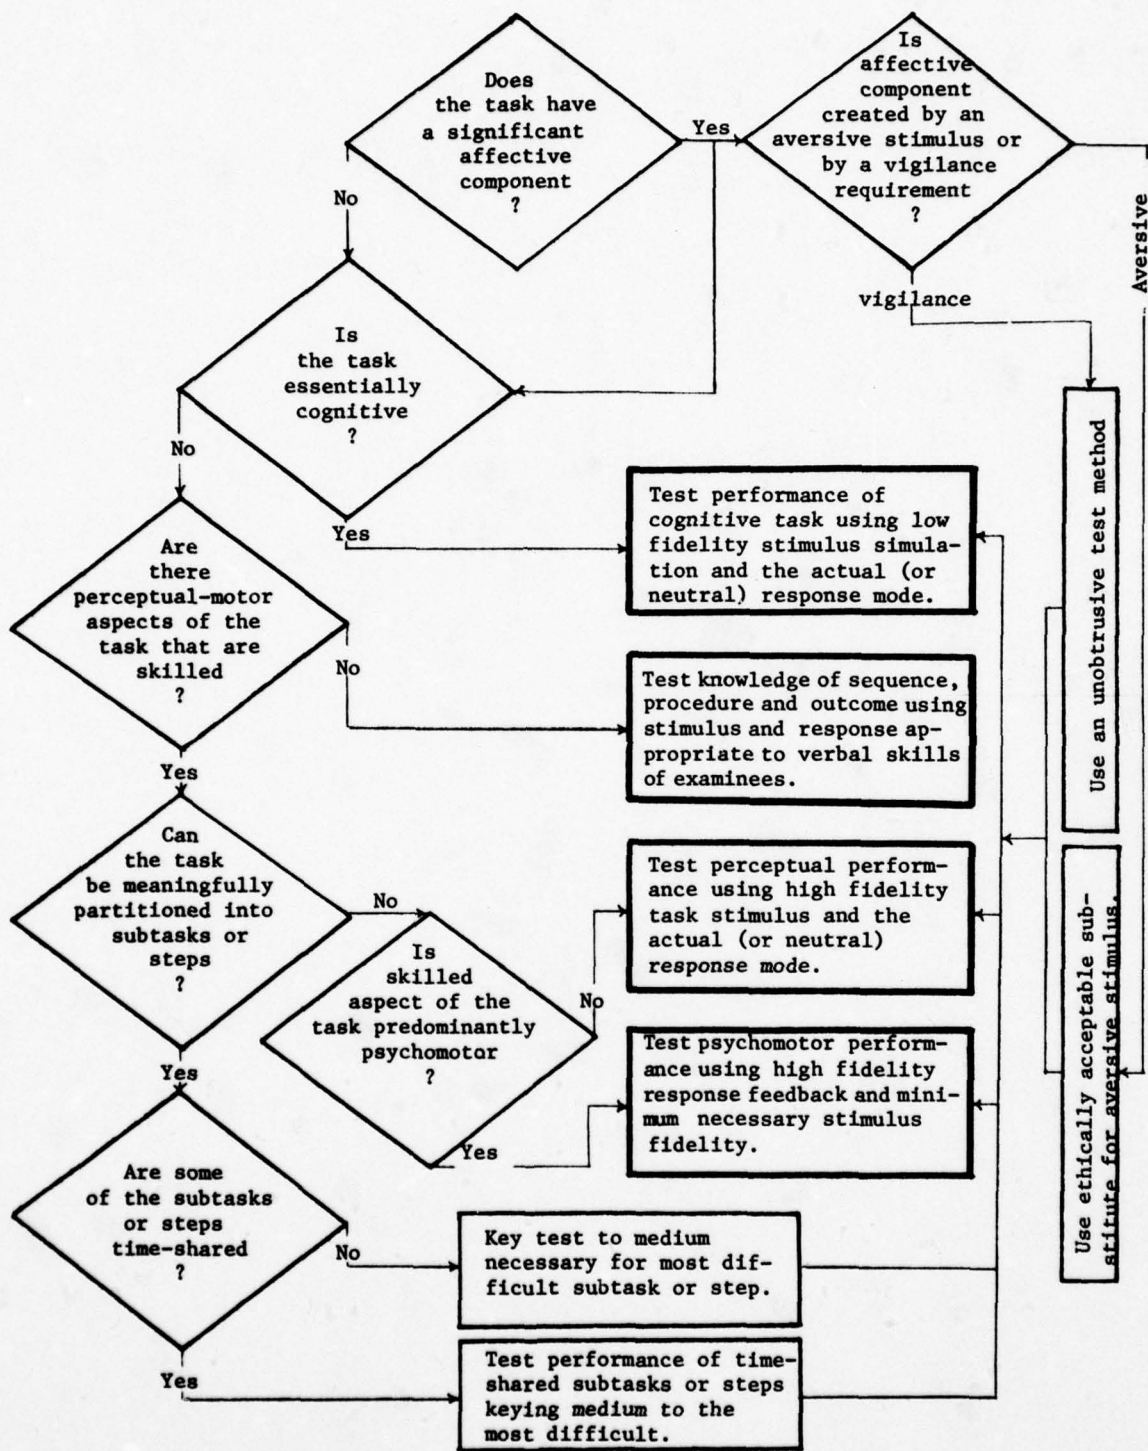 Does
the task have
a significant
affective
component
?
Yes
No
Is
affective
component
created by an
aversive stimulus or
by a vigilance
requirement
?
vigilance
Aversive
Is
the task
essentially
cognitive
?
No
Yes
Test performance of
cognitive task using low
fidelity stimulus simula-
tion and the actual (or
neutral) response mode.
Use an unobtrusive test method
Are
there
perceptual-motor
aspects of the
task that are
skilled
?
No
Yes
Test knowledge of sequence,
procedure and outcome using
stimulus and response ap-
propriate to verbal skills
of examinees.
Can
the task
be meaningfully
partitioned into
subtasks or
steps
?
No
Yes
Test perceptual perform-
ance using high fidelity
task stimulus and the
actual (or neutral)
response mode.
Use ethically acceptable sub-
stitute for aversive stimulus.
Is
skilled
aspect of the
task predominantly
psychomotor
?
No
Yes
Test psychomotor perform-
ance using high fidelity
response feedback and mini-
mum necessary stimulus
fidelity.
Are some
of the subtasks
or steps
time-shared
?
No
Yes
Key test to medium
necessary for most dif-
ficult subtask or step.
Test performance of time-
shared subtasks or steps
keying medium to the
most difficult.